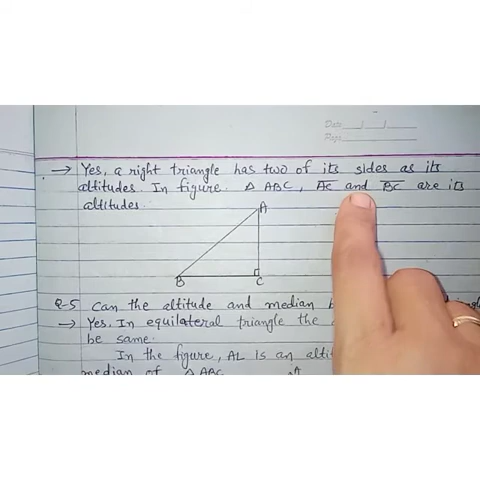 Date
Page
→ Yes, a right triangle has two of its sides as its
altitudes. In figure. Δ ABC, AC and BC are its
altitudes.
A
B
C
Q-5 Can the altitude and median
→ Yes. In equilateral triangle the
be same.
In the figure, AL is an
median of Δ ABC
A